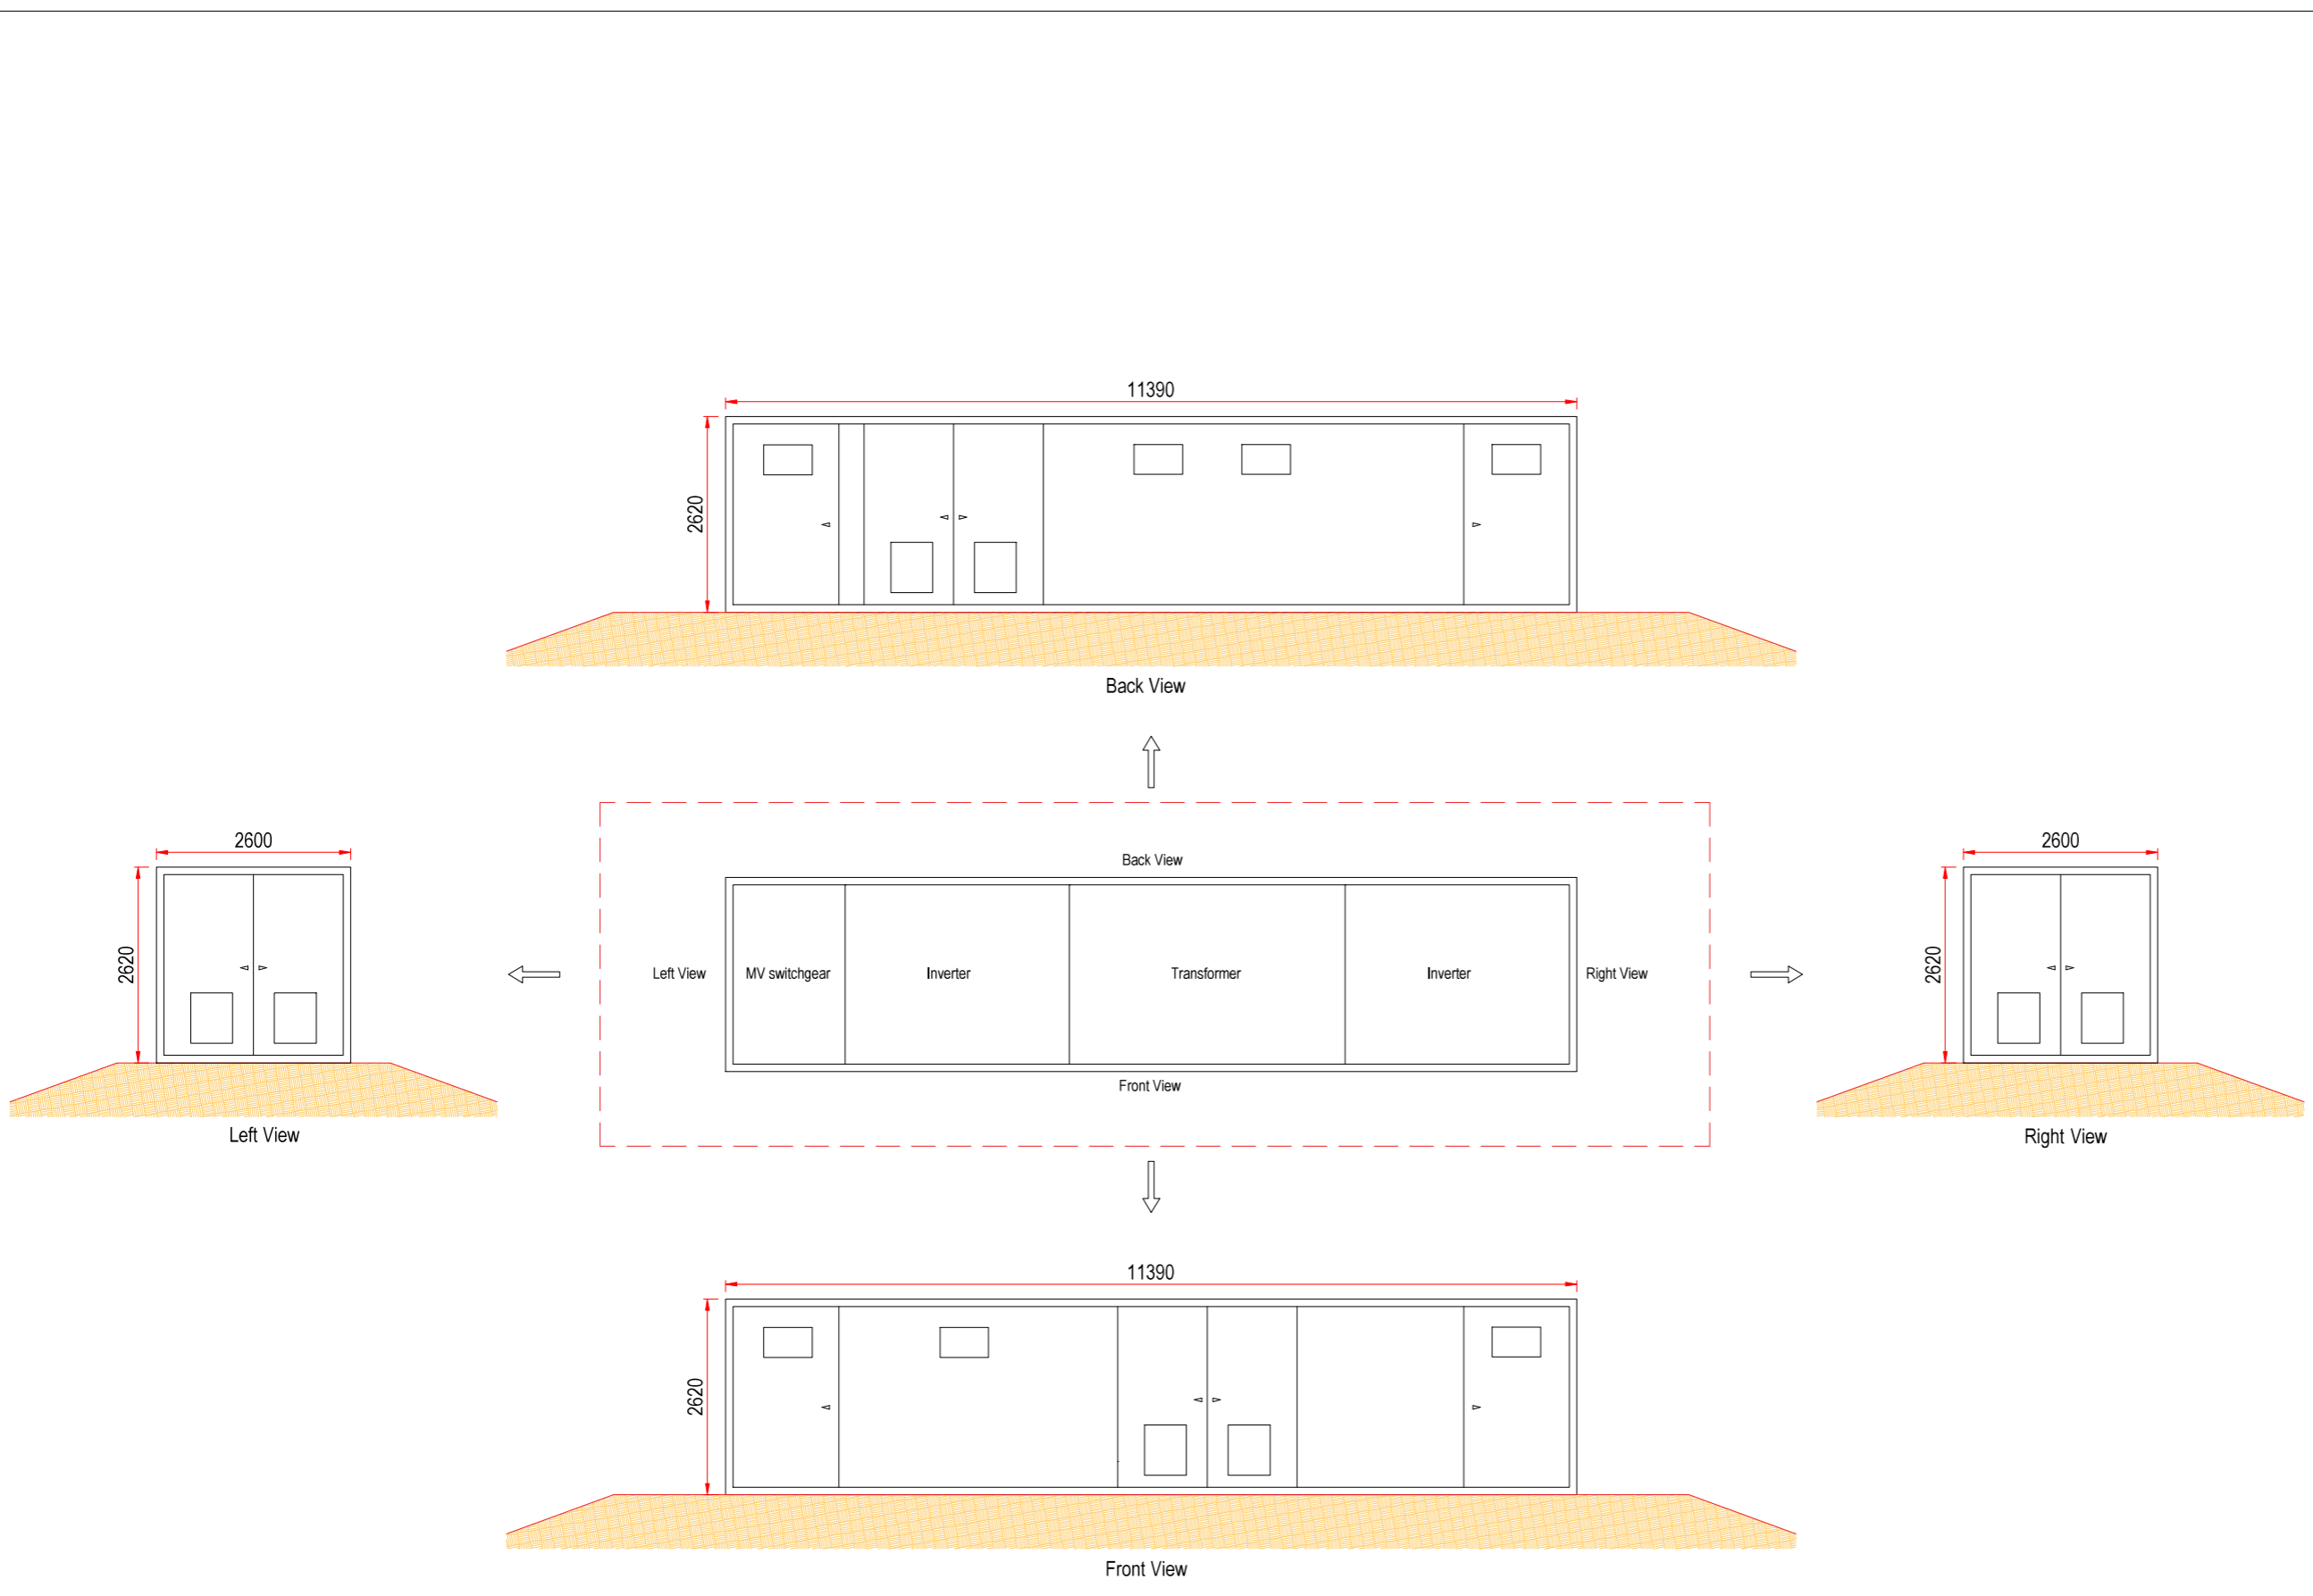 11390
2620
Back View
2600
2620
Left View
Back View
Left View
MV switchgear
Inverter
Transformer
Inverter
Right View
Front View
2600
2620
Right View
11390
2620
Front View